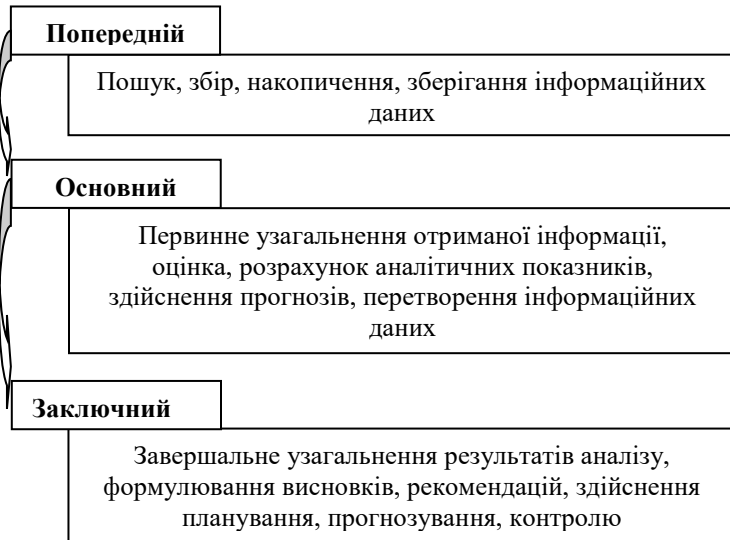 Попередній
Пошук, збір, накопичення, зберігання інформаційних
даних
Основний
Первинне узагальнення отриманої інформації,
оцінка, розрахунок аналітичних показників,
здійснення прогнозів, перетворення інформаційних
даних
Заключний
Завершальне узагальнення результатів аналізу,
формулювання висновків, рекомендацій, здійснення
планування, прогнозування, контролю